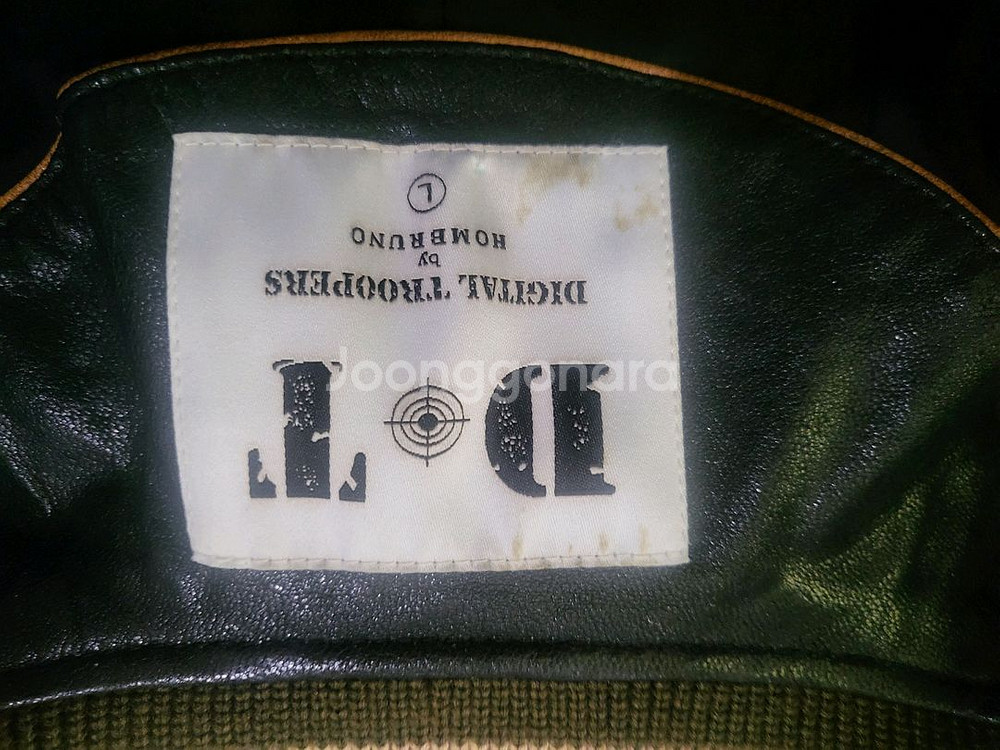 D T
DIGITAL TROOPERS
by
HOMBRUNO
L
Joonggonara